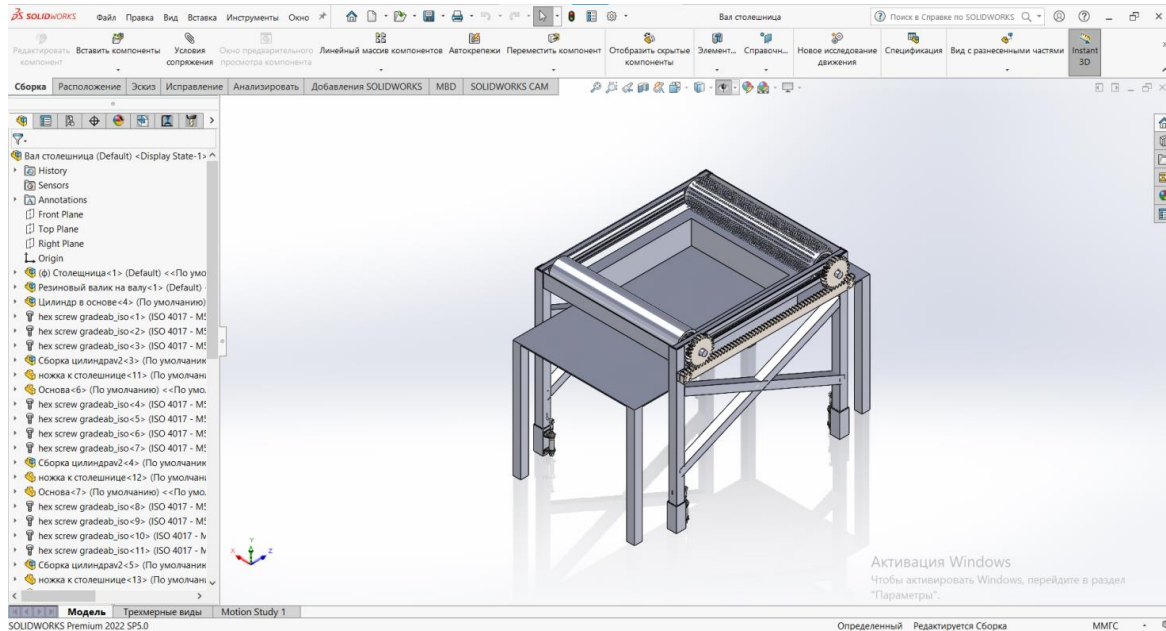 SOLIDWORKS Файл Правка Вид Вставка Инструменты Окно Вал столешница Поиск в Справке по SOLIDWORKS
Редактировать компонент Вставить компоненты Условия сопряжения Окно предварительного просмотра компонента Линейный массив компонентов Автокрепежи Переместить компонент Отобразить скрытые компоненты Элемент... Справочн... Новое исследование движения Спецификация Вид с разнесенными частями Instant 3D
Сборка Расположение Эскиз Исправление Анализировать Добавления SOLIDWORKS MBD SOLIDWORKS CAM
Вал столешница (Default) <Display State-1>
History
Sensors
Annotations
Front Plane
Top Plane
Right Plane
Origin
(ф) Столещница<1> (Default) <<По умо
Резиновый валик на валу<1> (Default)
Цилиндр в основе<4> (По умолчанию)
hex screw gradeab_iso<1> (ISO 4017 - M5
hex screw gradeab_iso<2> (ISO 4017 - M5
hex screw gradeab_iso<3> (ISO 4017 - M5
Сборка цилиндраv2<3> (По умолчанию
ножка к столешнице<11> (По умолчани
Основа<6> (По умолчанию) <<По умо.
hex screw gradeab_iso<4> (ISO 4017 - M5
hex screw gradeab_iso<5> (ISO 4017 - M5
hex screw gradeab_iso<6> (ISO 4017 - M5
hex screw gradeab_iso<7> (ISO 4017 - M5
Сборка цилиндраv2<4> (По умолчанию
ножка к столешнице<12> (По умолчани
Основа<7> (По умолчанию) <<По умо.
hex screw gradeab_iso<8> (ISO 4017 - M5
hex screw gradeab_iso<9> (ISO 4017 - M5
hex screw gradeab_iso<10> (ISO 4017 - M
hex screw gradeab_iso<11> (ISO 4017 - M
Сборка цилиндраv2<5> (По умолчанию
ножка к столешнице<13> (По умолчани
Y
X
Z
Активация Windows
Чтобы активировать Windows, перейдите в раздел
"Параметры".
Модель Трехмерные виды Motion Study 1
SOLIDWORKS Premium 2022 SP5.0 Определенный Редактируется Сборка ММГС